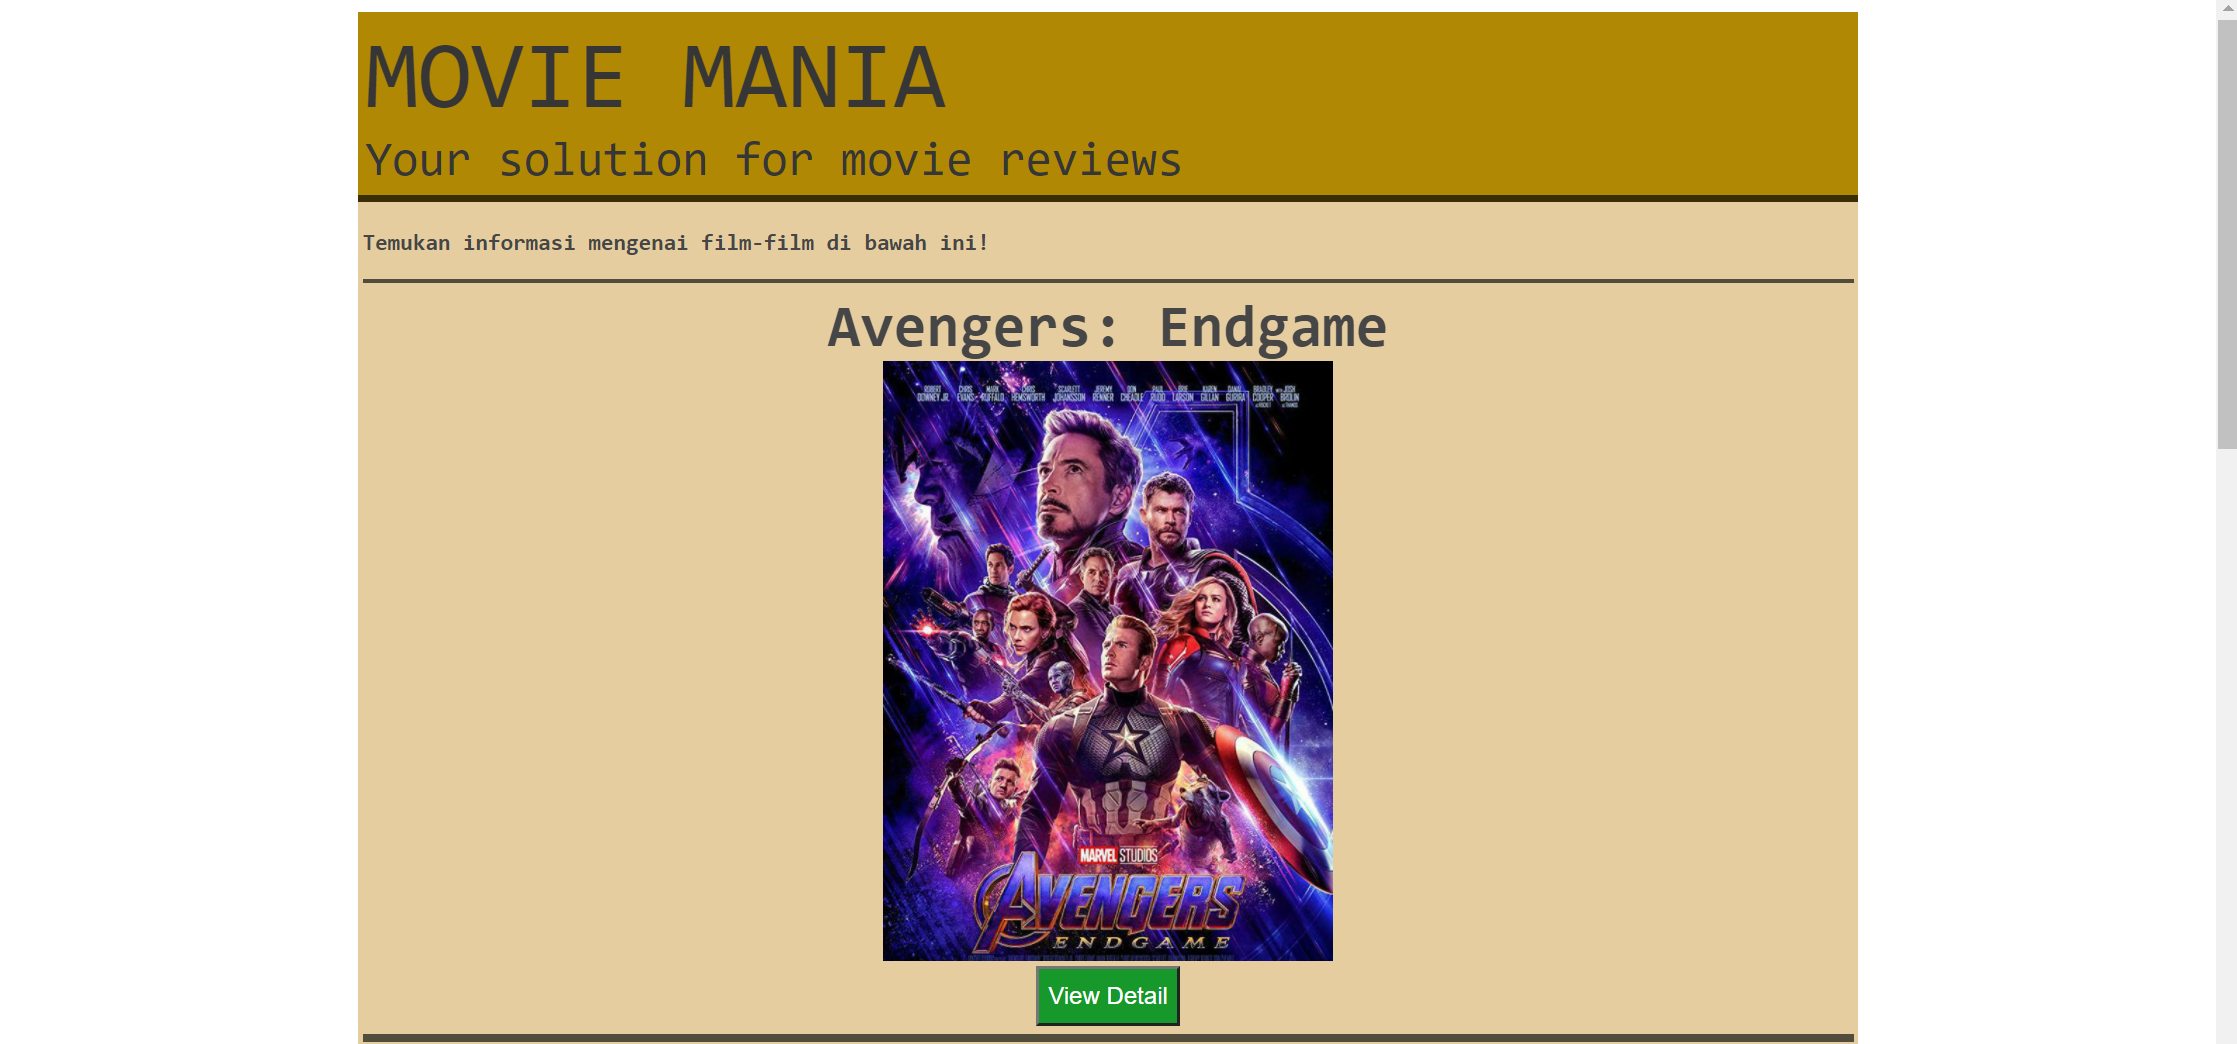 MOVIE MANIA
Your solution for movie reviews
Temukan informasi mengenai film-film di bawah ini!
Avengers: Endgame
ROBERT DOWNEY JR. CHRIS EVANS MARK RUFFALO CHRIS HEMSWORTH SCARLETT JOHANSSON JEREMY RENNER DON CHEADLE PAUL RUDD BRIE LARSON KAREN GILLAN DANAI GURIRA BRADLEY COOPER WITH JOSH BROLIN
MARVEL STUDIOS
AVENGERS
ENDGAME
View Detail